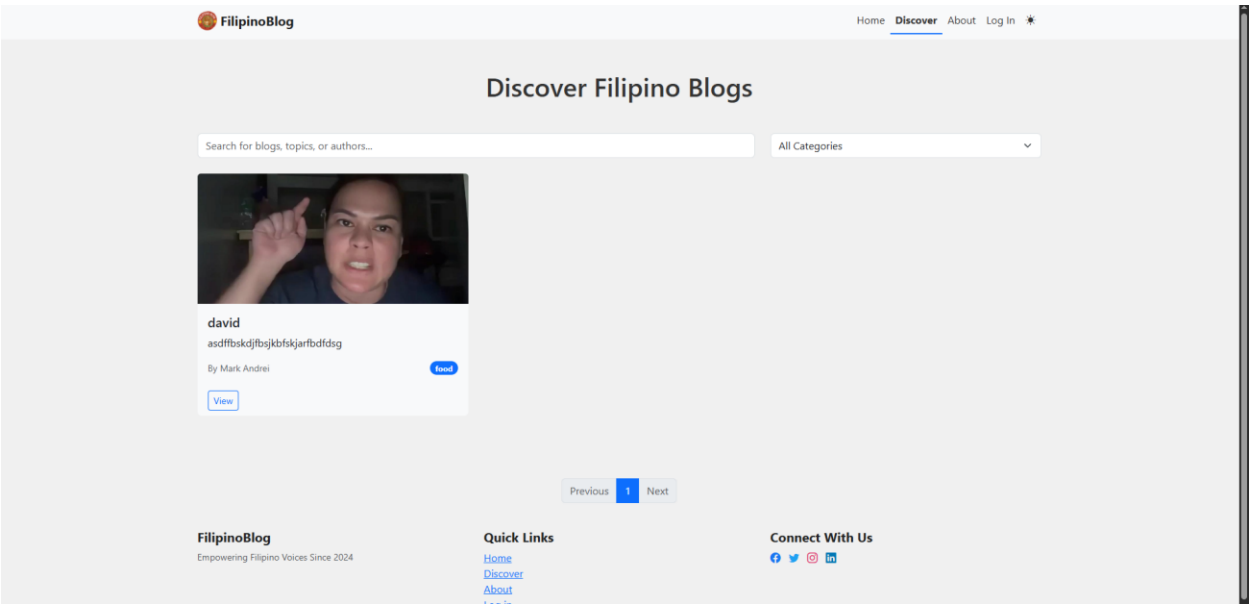 FilipinoBlog
Home Discover About Log In
Discover Filipino Blogs
Search for blogs, topics, or authors...
All Categories
david
asdffbskdjfbsjkbfskjarfbdfdsg
By Mark Andrei
food
View
Previous 1 Next
FilipinoBlog
Empowering Filipino Voices Since 2024
Quick Links
Home
Discover
About
Log in
Connect With Us